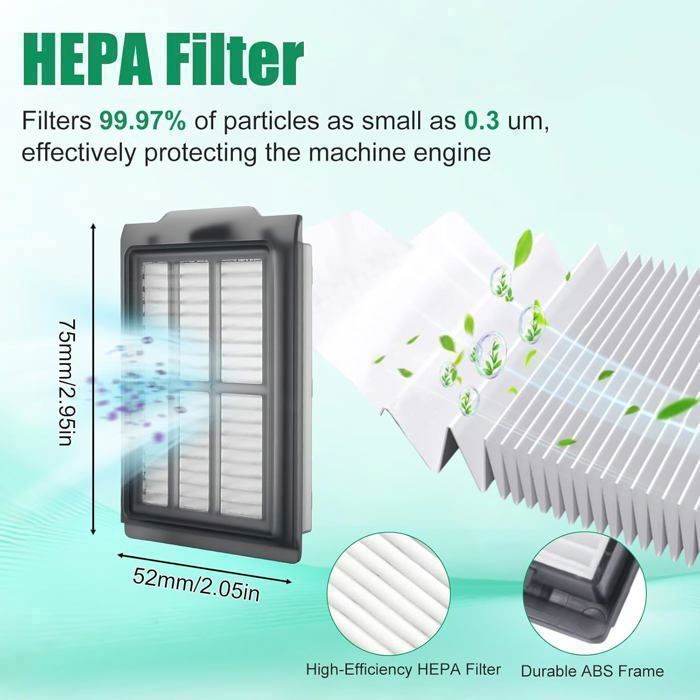 HEPA Filter
Filters 99.97% of particles as small as 0.3 um,
effectively protecting the machine engine
75mm/2.95in
52mm/2.05in
High-Efficiency HEPA Filter
Durable ABS Frame